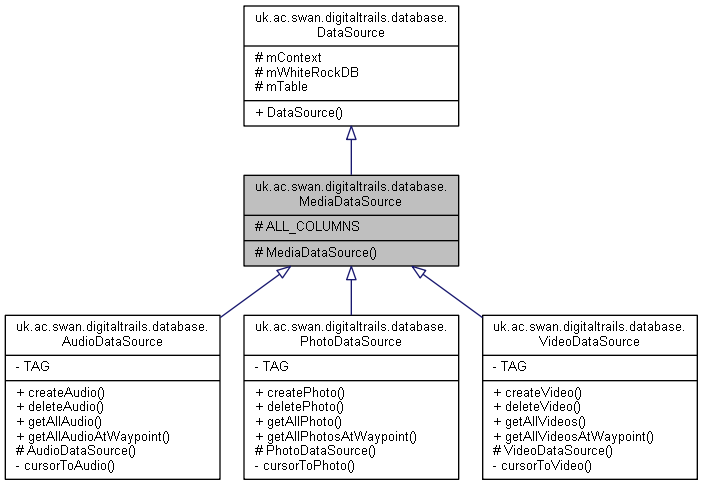 uk.ac.swan.digitaltrails.database.
DataSource
# mContext
# mWhiteRockDB
# mTable
+ DataSource()
uk.ac.swan.digitaltrails.database.
MediaDataSource
# ALL_COLUMNS
# MediaDataSource()
uk.ac.swan.digitaltrails.database.
AudioDataSource
- TAG
+ createAudio()
+ deleteAudio()
+ getAllAudio()
+ getAllAudioAtWaypoint()
# AudioDataSource()
- cursorToAudio()
uk.ac.swan.digitaltrails.database.
PhotoDataSource
- TAG
+ createPhoto()
+ deletePhoto()
+ getAllPhoto()
+ getAllPhotosAtWaypoint()
# PhotoDataSource()
- cursorToPhoto()
uk.ac.swan.digitaltrails.database.
VideoDataSource
- TAG
+ createVideo()
+ deleteVideo()
+ getAllVideos()
+ getAllVideosAtWaypoint()
# VideoDataSource()
- cursorToVideo()